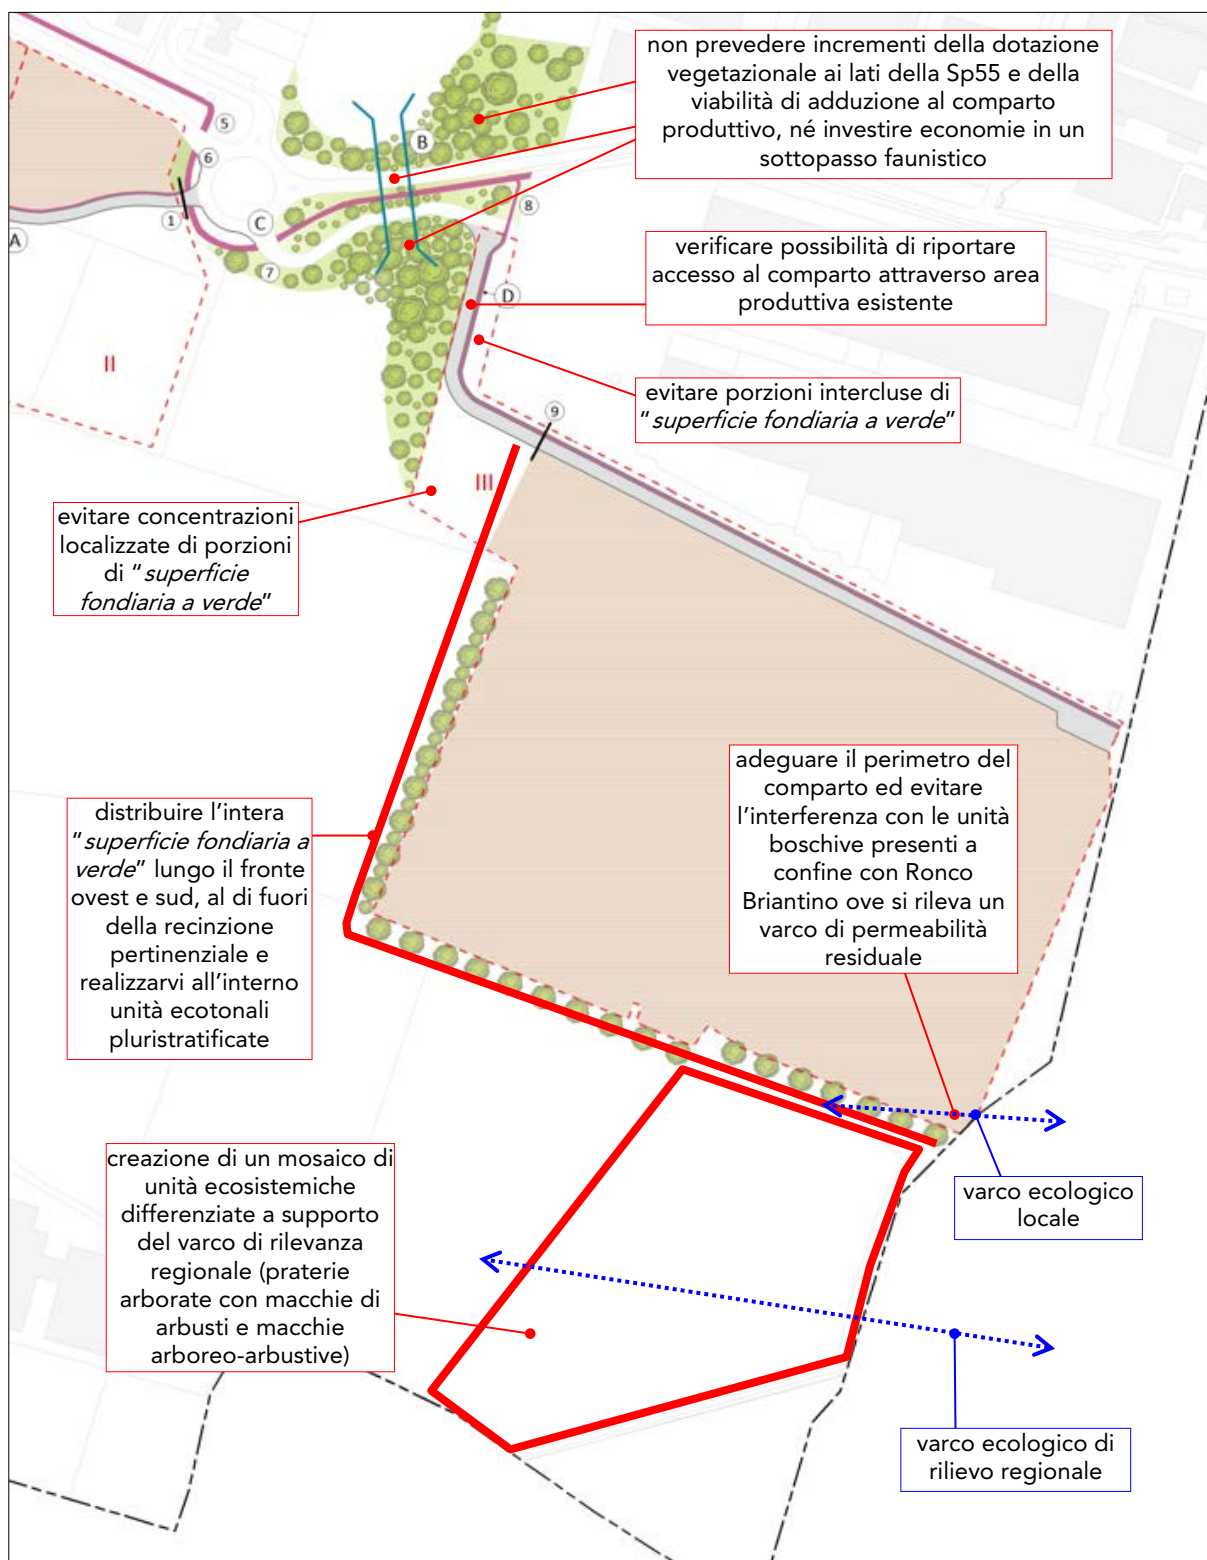 non prevedere incrementi della dotazione
vegetazionale ai lati della Sp55 e della
viabilità di adduzione al comparto
produttivo, né investire economie in un
sottopasso faunistico
5
6
B
1
C
8
A
7
verificare possibilità di riportare
accesso al comparto attraverso area
produttiva esistente
D
II
evitare porzioni intercluse di
“superficie fondiaria a verde”
9
III
evitare concentrazioni
localizzate di porzioni
di “superficie
fondiaria a verde”
adeguare il perimetro del
comparto ed evitare
l’interferenza con le unità
boschive presenti a
confine con Ronco
Briantino ove si rileva un
varco di permeabilità
residuale
distribuire l’intera
“superficie fondiaria a
verde” lungo il fronte
ovest e sud, al di fuori
della recinzione
pertinenziale e
realizzarvi all’interno
unità ecotonali
pluristratificate
creazione di un mosaico di
unità ecosistemiche
differenziate a supporto
del varco di rilevanza
regionale (praterie
arborate con macchie di
arbusti e macchie
arboreo-arbustive)
varco ecologico
locale
varco ecologico di
rilievo regionale